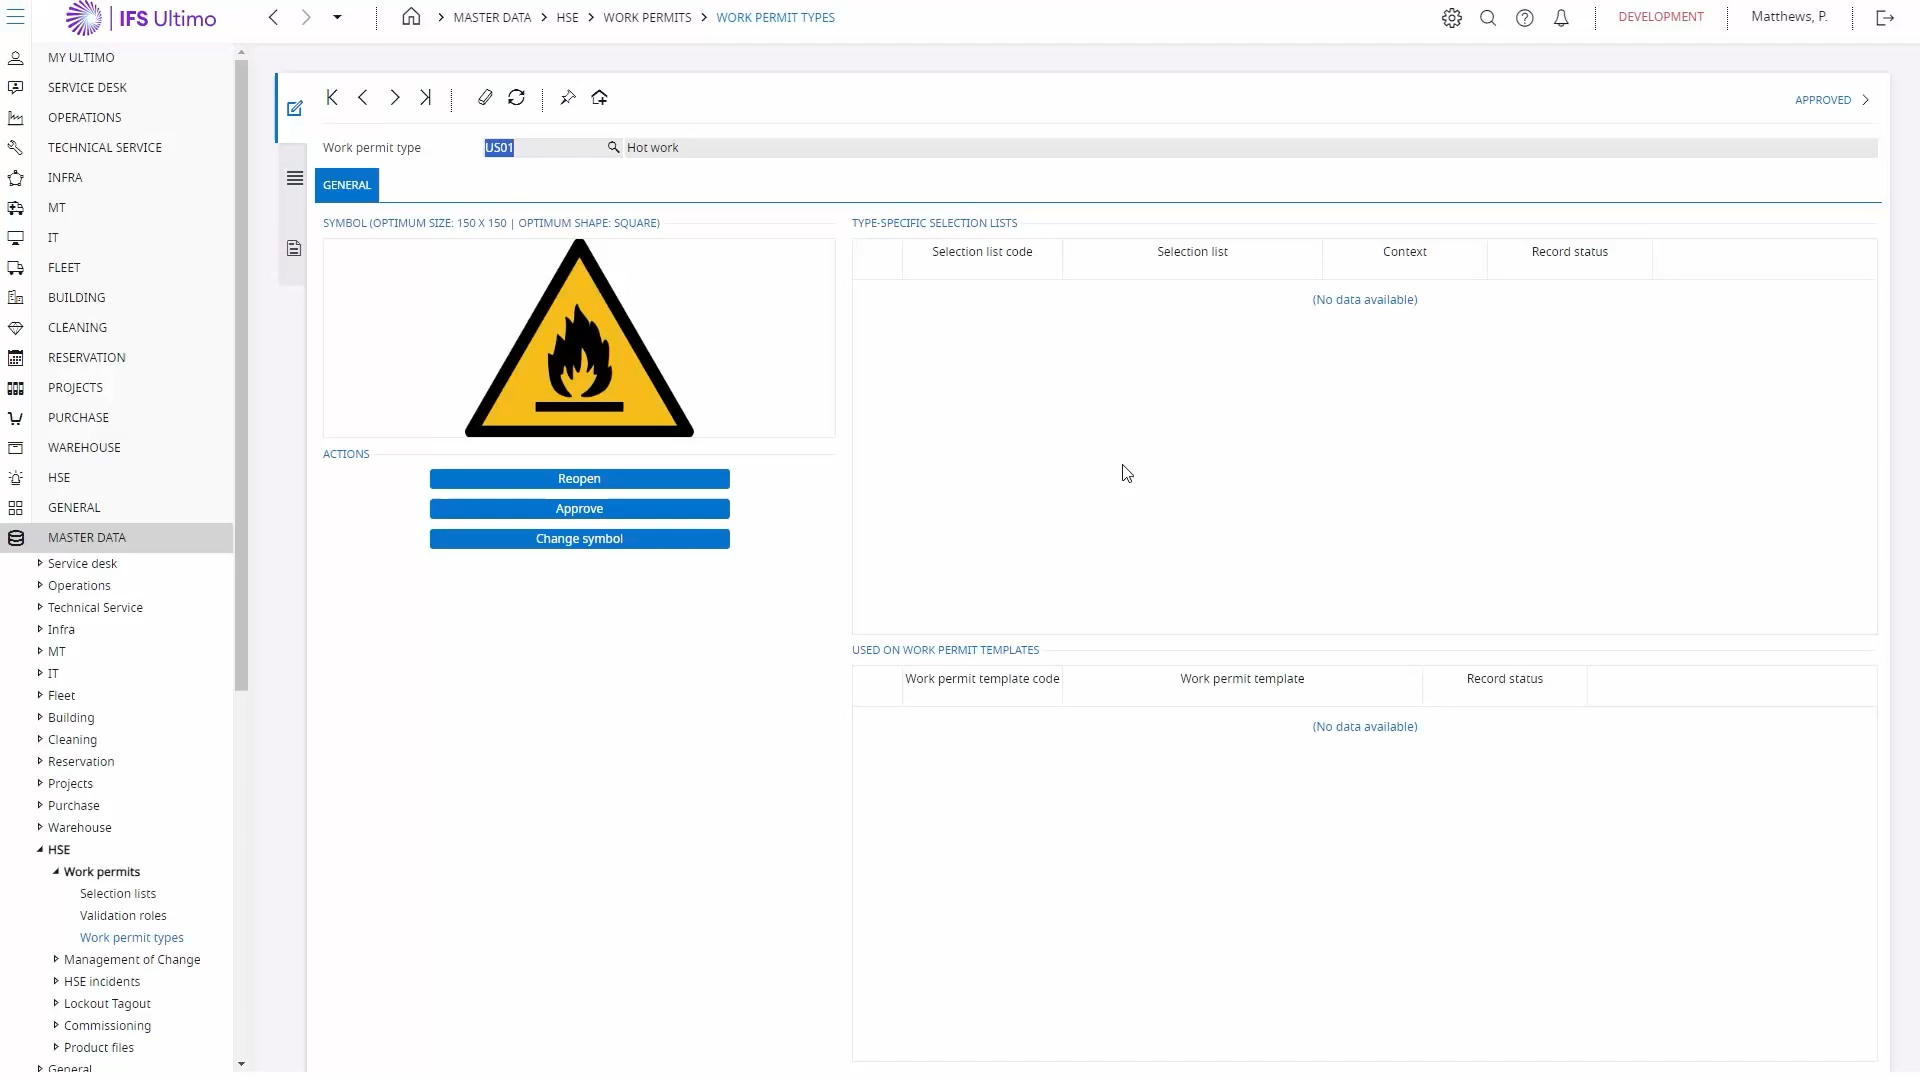 IFS Ultimo
MASTER DATA
HSE
WORK PERMITS
WORK PERMIT TYPES
DEVELOPMENT
Matthews, P.
MY ULTIMO
SERVICE DESK
OPERATIONS
TECHNICAL SERVICE
INFRA
MT
IT
FLEET
BUILDING
CLEANING
RESERVATION
PROJECTS
PURCHASE
WAREHOUSE
HSE
GENERAL
MASTER DATA
Service desk
Operations
Technical Service
Infra
MT
IT
Fleet
Building
Cleaning
Reservation
Projects
Purchase
Warehouse
HSE
Work permits
Selection lists
Validation roles
Work permit types
Management of Change
HSE incidents
Lockout Tagout
Commissioning
Product files
General
APPROVED
Work permit type
US01
Hot work
GENERAL
SYMBOL (OPTIMUM SIZE: 150 X 150 | OPTIMUM SHAPE: SQUARE)
ACTIONS
Reopen
Approve
Change symbol
TYPE-SPECIFIC SELECTION LISTS
Selection list code
Selection list
Context
Record status
(No data available)
USED ON WORK PERMIT TEMPLATES
Work permit template code
Work permit template
Record status
(No data available)